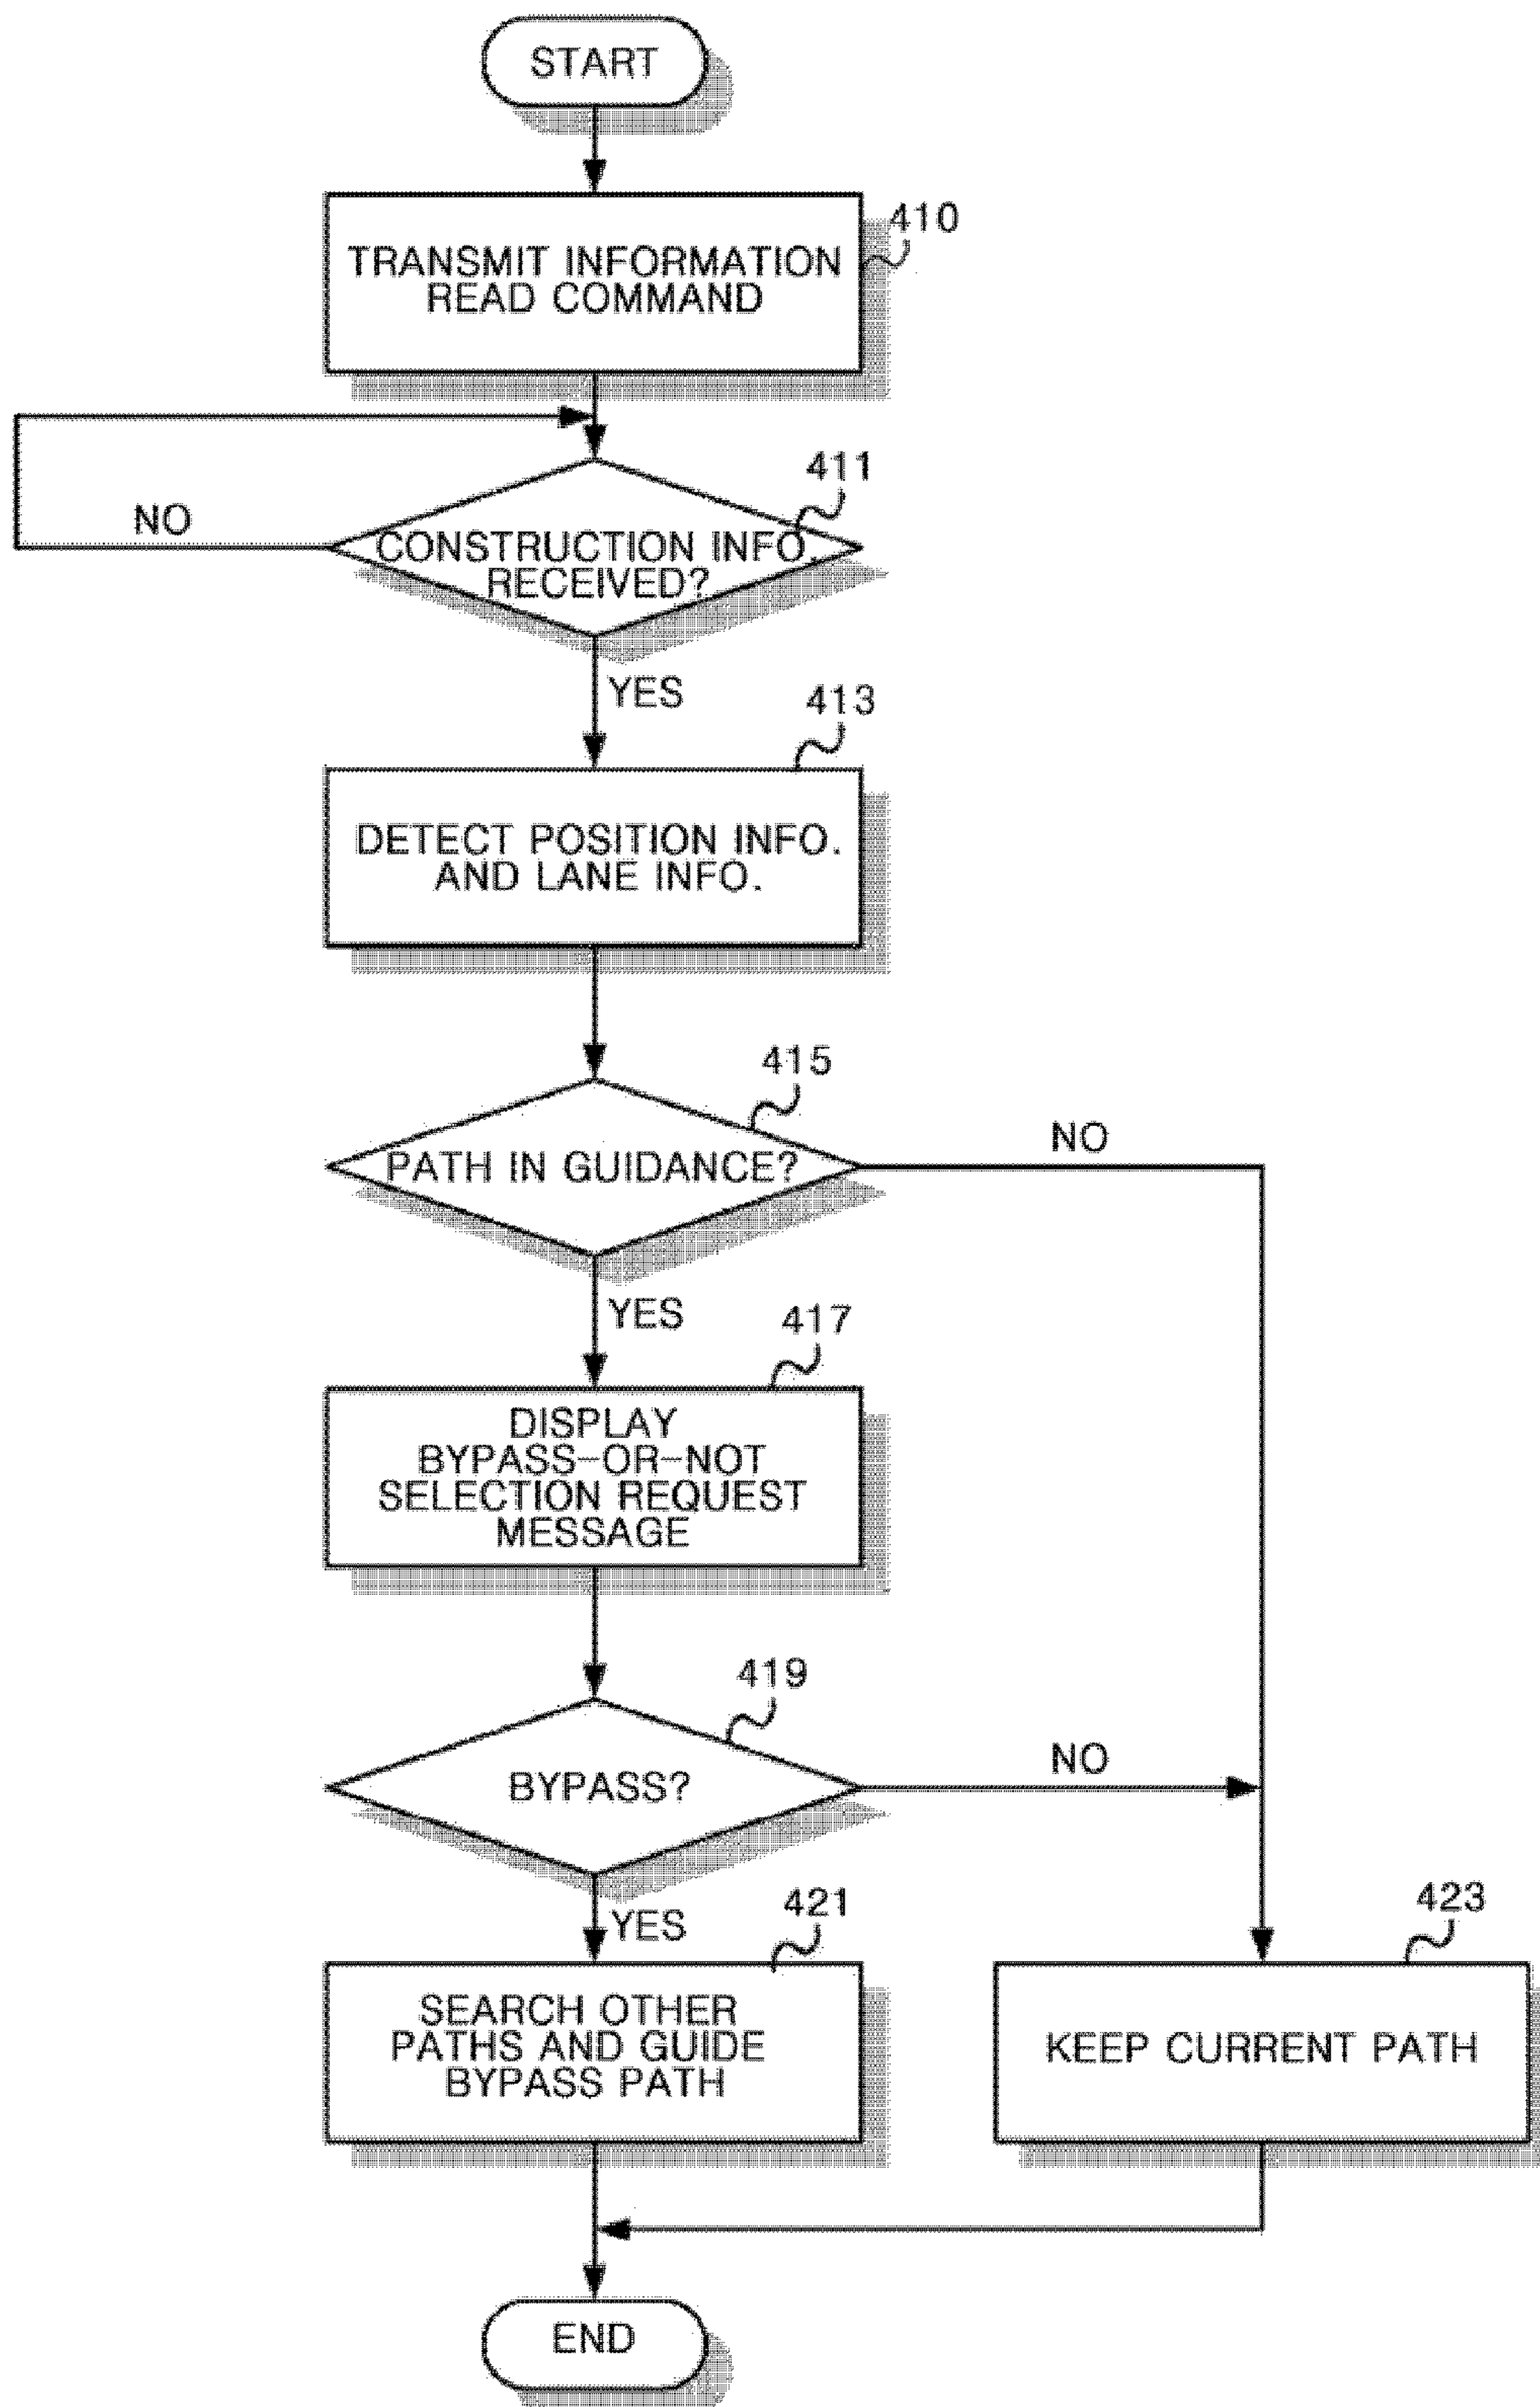 START
410
TRANSMIT INFORMATION
READ COMMAND
411
NO
CONSTRUCTION INFO.
RECEIVED?
YES
413
DETECT POSITION INFO.
AND LANE INFO.
415
NO
PATH IN GUIDANCE?
YES
417
DISPLAY
BYPASS-OR-NOT
SELECTION REQUEST
MESSAGE
419
NO
BYPASS?
YES
421
423
SEARCH OTHER
PATHS AND GUIDE
BYPASS PATH
KEEP CURRENT PATH
END